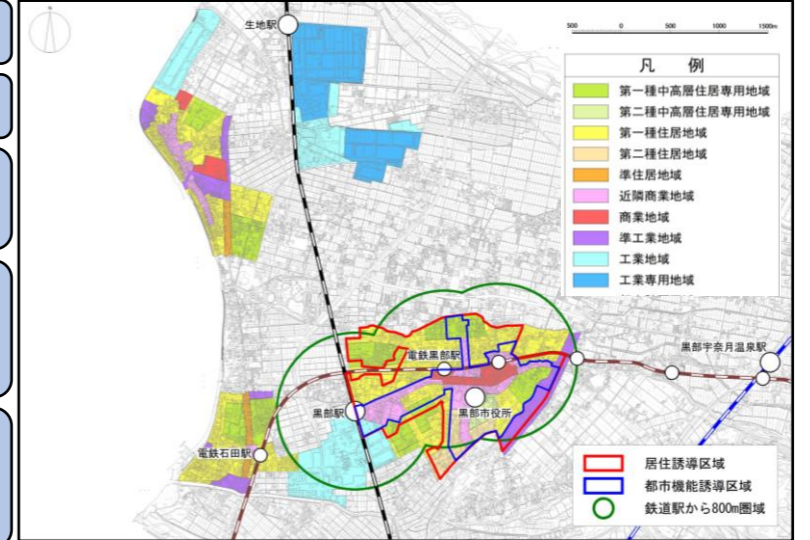 生地駅
500 0 500 1000 1500m
凡 例
第一種中高層住居専用地域
第二種中高層住居専用地域
第一種住居地域
第二種住居地域
準住居地域
近隣商業地域
商業地域
準工業地域
工業地域
工業専用地域
電鉄黒部駅
黒部宇奈月温泉駅
黒部駅
黒部市役所
電鉄石田駅
居住誘導区域
都市機能誘導区域
鉄道駅から800m圏域